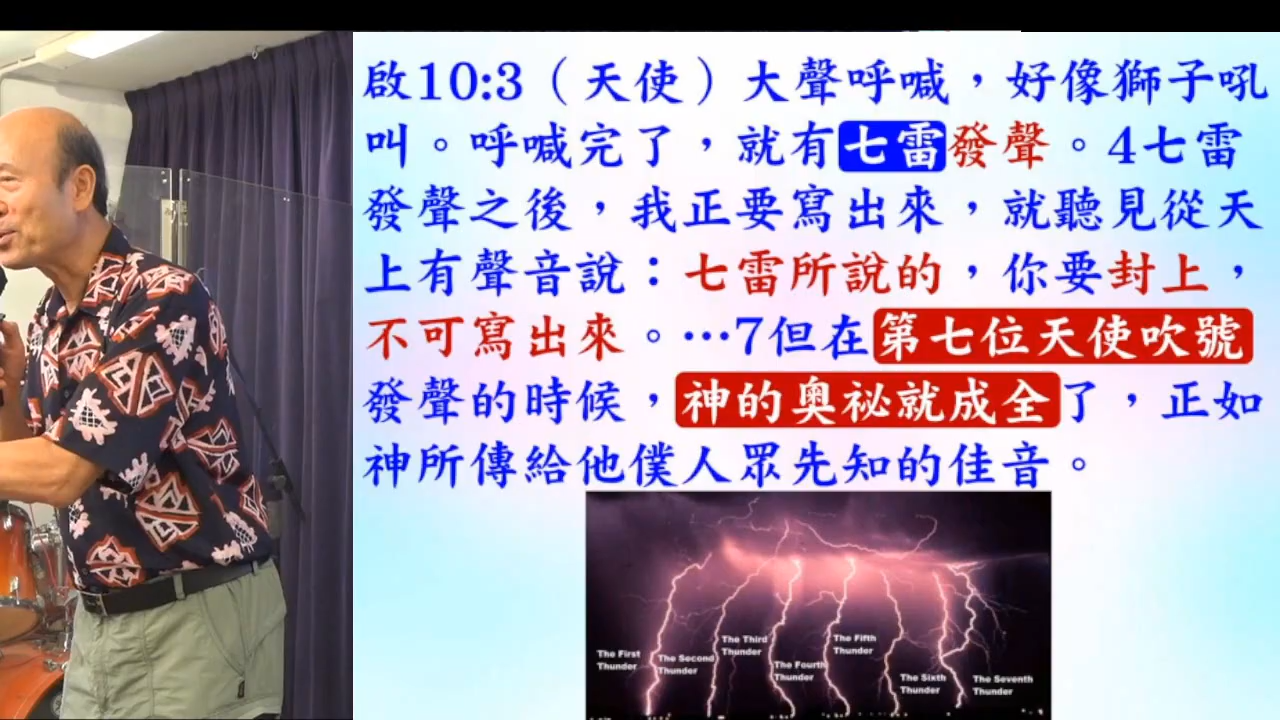 啟10:3（天使）大聲呼喊，好像獅子吼
叫。呼喊完了，就有七雷發聲。4七雷
發聲之後，我正要寫出來，就聽見從天
上有聲音說：七雷所說的，你要封上，
不可寫出來。…7但在第七位天使吹號
發聲的時候，神的奧祕就成全了，正如
神所傳給他僕人眾先知的佳音。
The First
Thunder
The Second
Thunder
The Third
Thunder
The Fourth
Thunder
The Fifth
Thunder
The Sixth
Thunder
The Seventh
Thunder